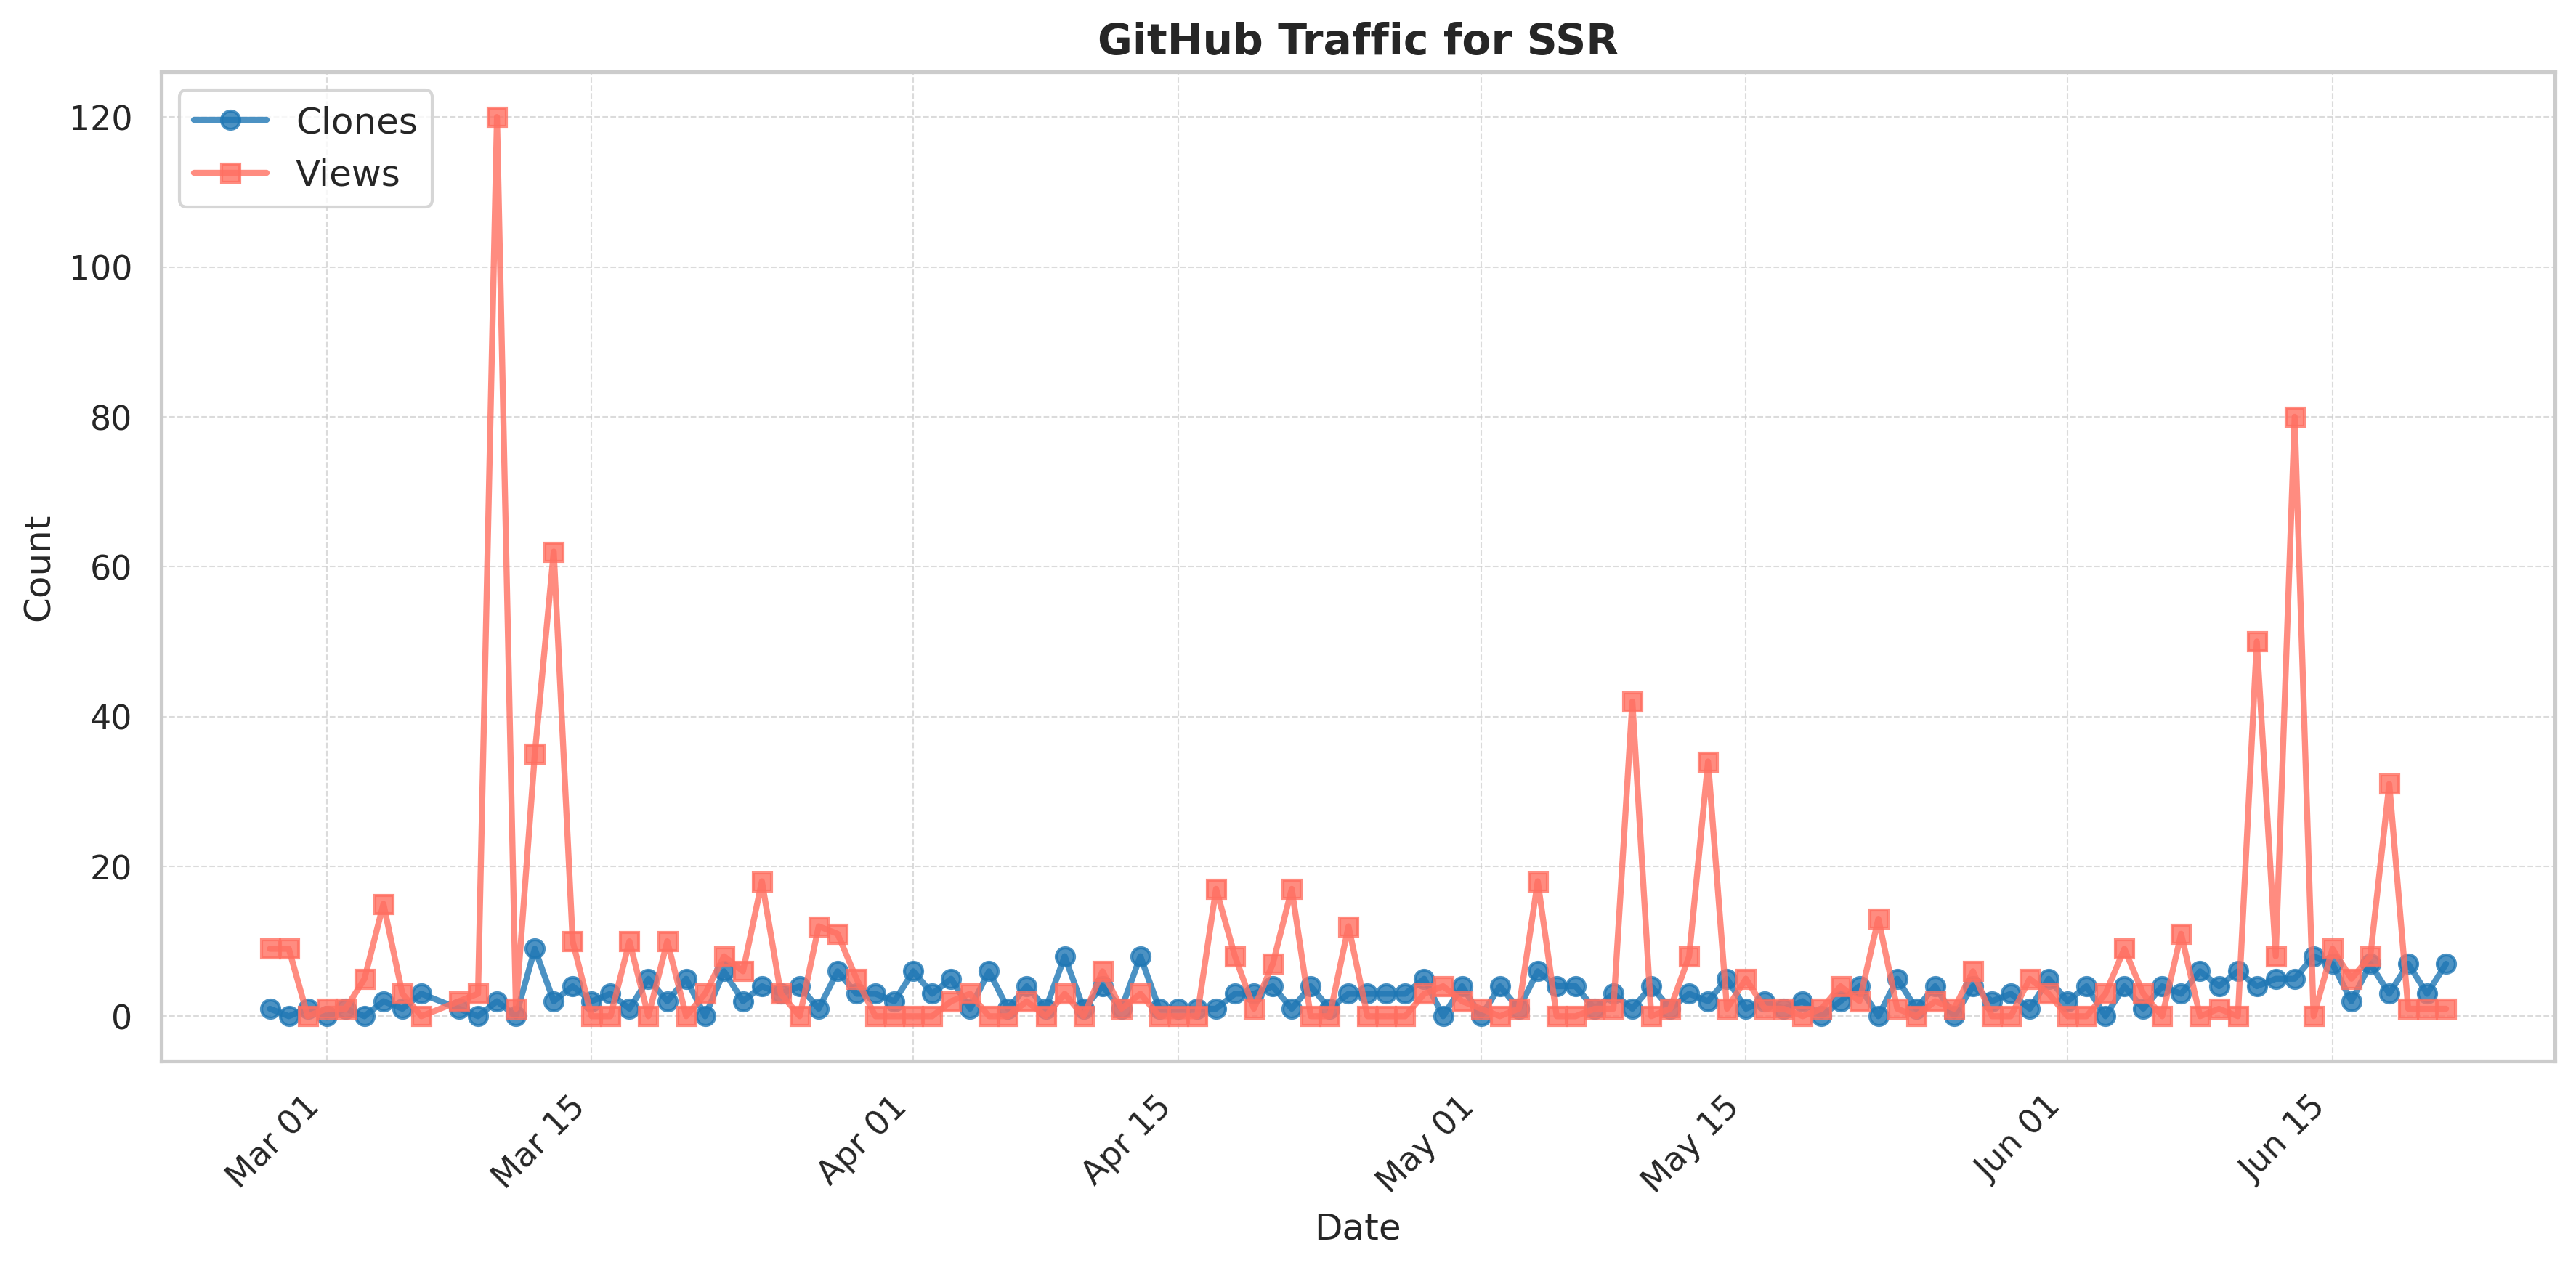 GitHub Traffic for SSR
Clones
Views
120
100
80
60
40
20
0
Count
Mar 01
Mar 15
Apr 01
Apr 15
May 01
May 15
Jun 01
Jun 15
Date